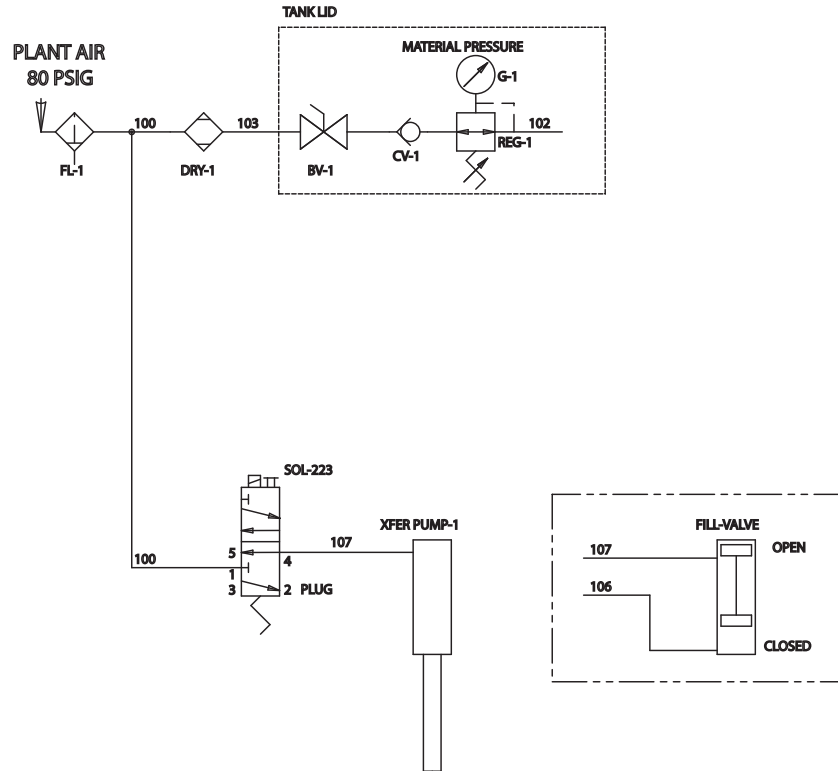 TANK LID
PLANT AIR
80 PSIG
MATERIAL PRESSURE
G-1
100
103
102
FL-1
DRY-1
BV-1
CV-1
REG-1
SOL-223
XFER PUMP-1
FILL-VALVE
107
5
4
107
OPEN
100
1
3
2 PLUG
106
CLOSED